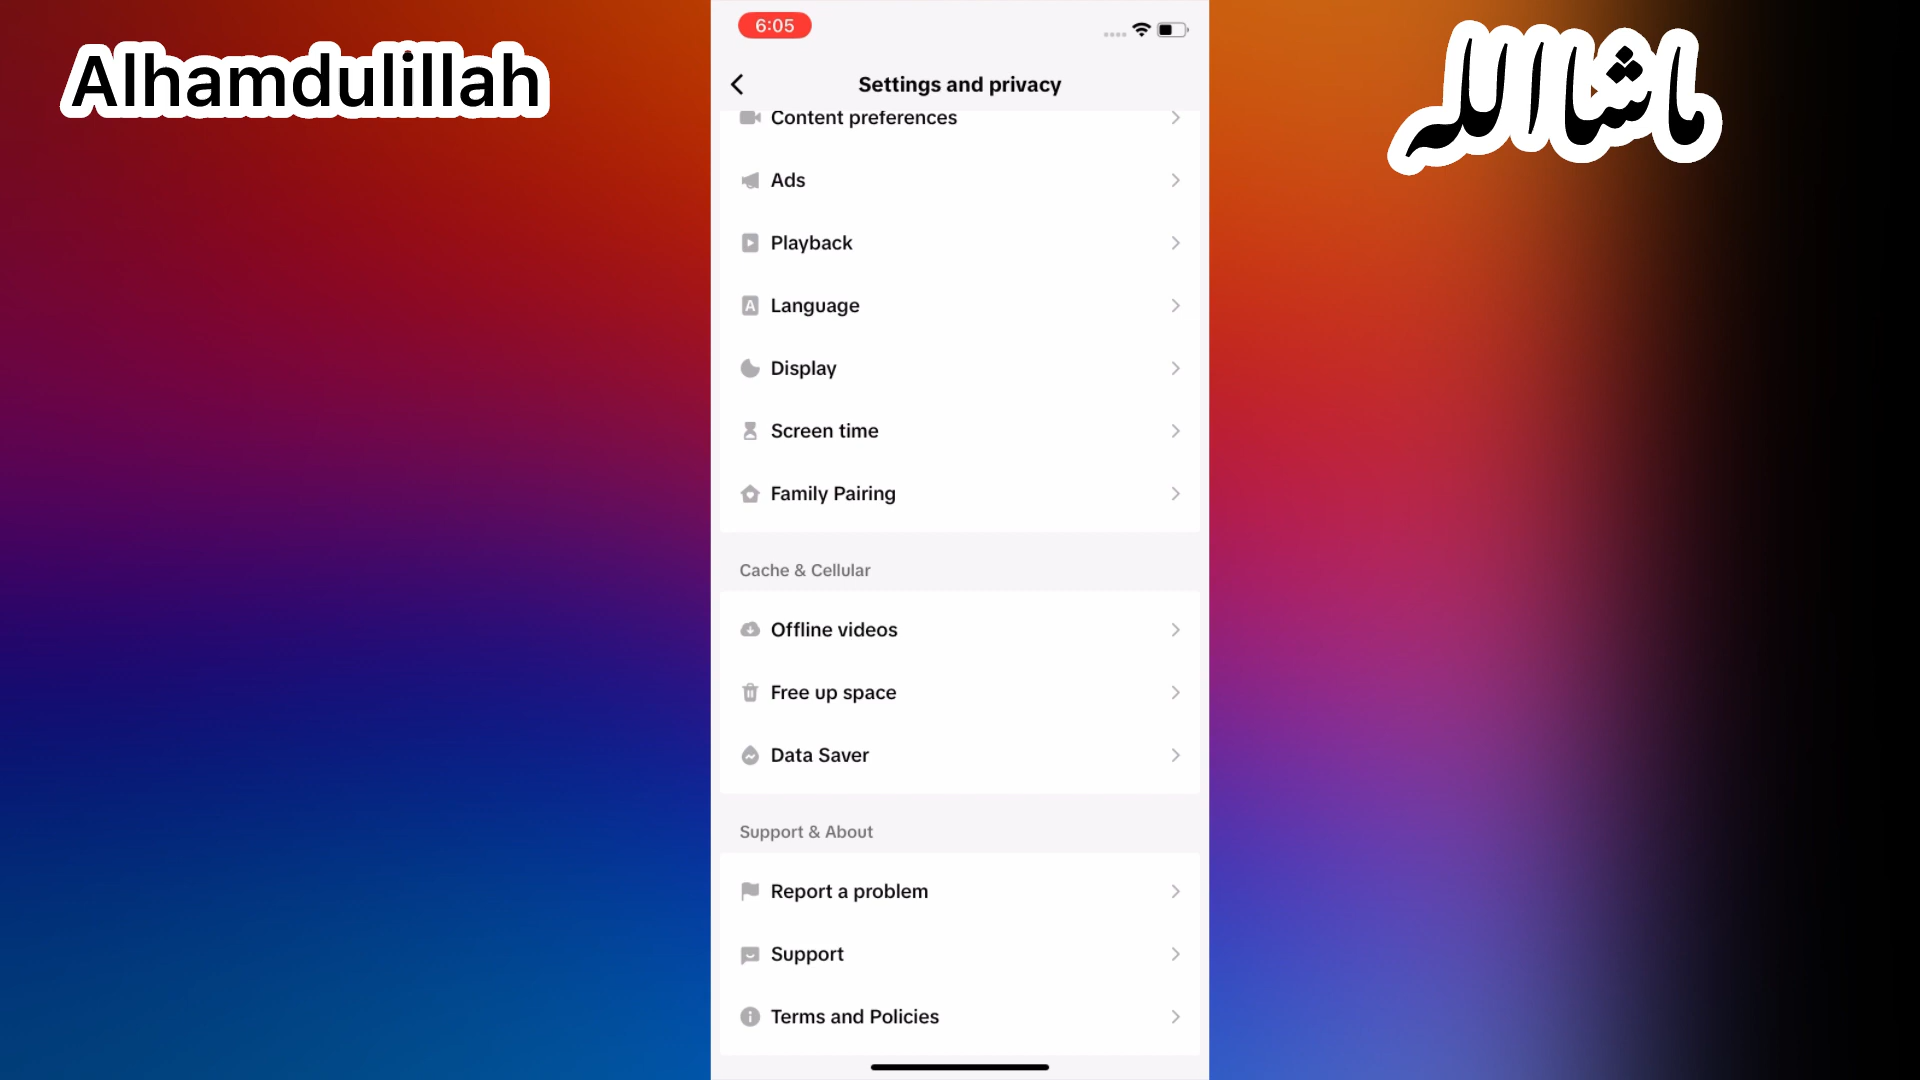 Alhamdulillah
ماشااللہ
6:05
Settings and privacy
Content preferences
Ads
Playback
Language
Display
Screen time
Family Pairing
Cache & Cellular
Offline videos
Free up space
Data Saver
Support & About
Report a problem
Support
Terms and Policies